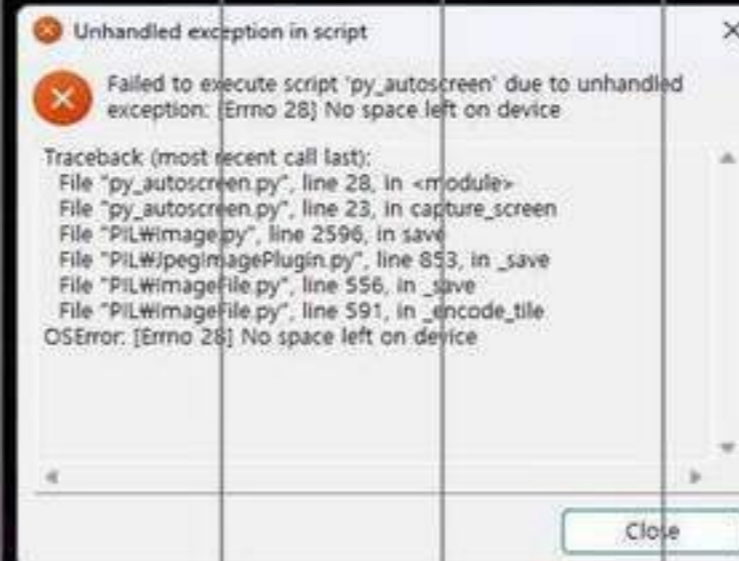 Unhandled exception in script
Failed to execute script 'py_autoscreen' due to unhandled
exception: [Errno 28] No space left on device
Traceback (most recent call last):
File "py_autoscreen.py", line 28, in <module>
File "py_autoscreen.py", line 23, in capture_screen
File "PIL₩Image.py", line 2596, in save
File "PIL₩JpegImagePlugin.py", line 853, in _save
File "PIL₩ImageFile.py", line 556, in _save
File "PIL₩ImageFile.py", line 591, in _encode_tile
OSError: [Errno 28] No space left on device
Close